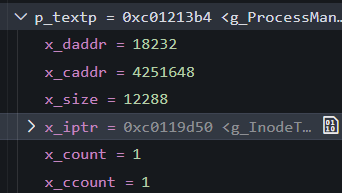 p_textp = 0xc01213b4 <g_ProcessMan…
x_daddr = 18232
x_caddr = 4251648
x_size = 12288
x_iptr = 0xc0119d50 <g_InodeT…
x_count = 1
x_ccount = 1